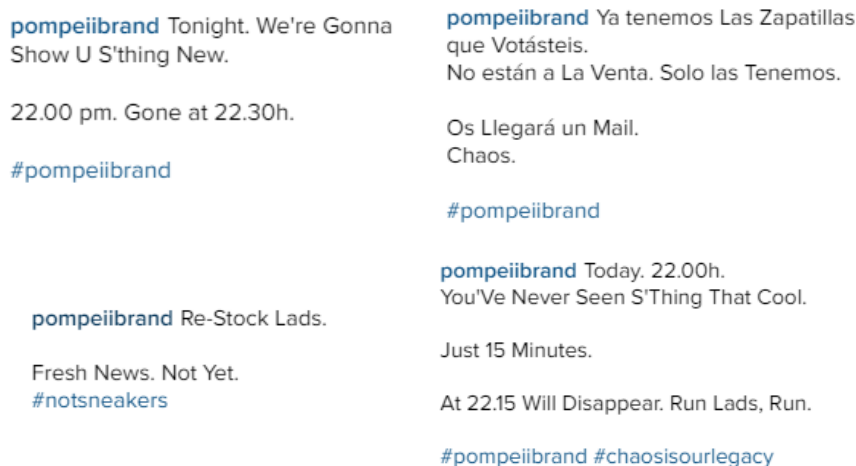 pompeiibrand Tonight. We're Gonna
Show U S'thing New.
22.00 pm. Gone at 22.30h.
#pompeiibrand
pompeiibrand Ya tenemos Las Zapatillas
que Votásteis.
No están a La Venta. Solo las Tenemos.
Os Llegará un Mail.
Chaos.
#pompeiibrand
pompeiibrand Re-Stock Lads.
Fresh News. Not Yet.
#notsneakers
pompeiibrand Today. 22.00h.
You'Ve Never Seen S'Thing That Cool.
Just 15 Minutes.
At 22.15 Will Disappear. Run Lads, Run.
#pompeiibrand #chaosisourlegacy